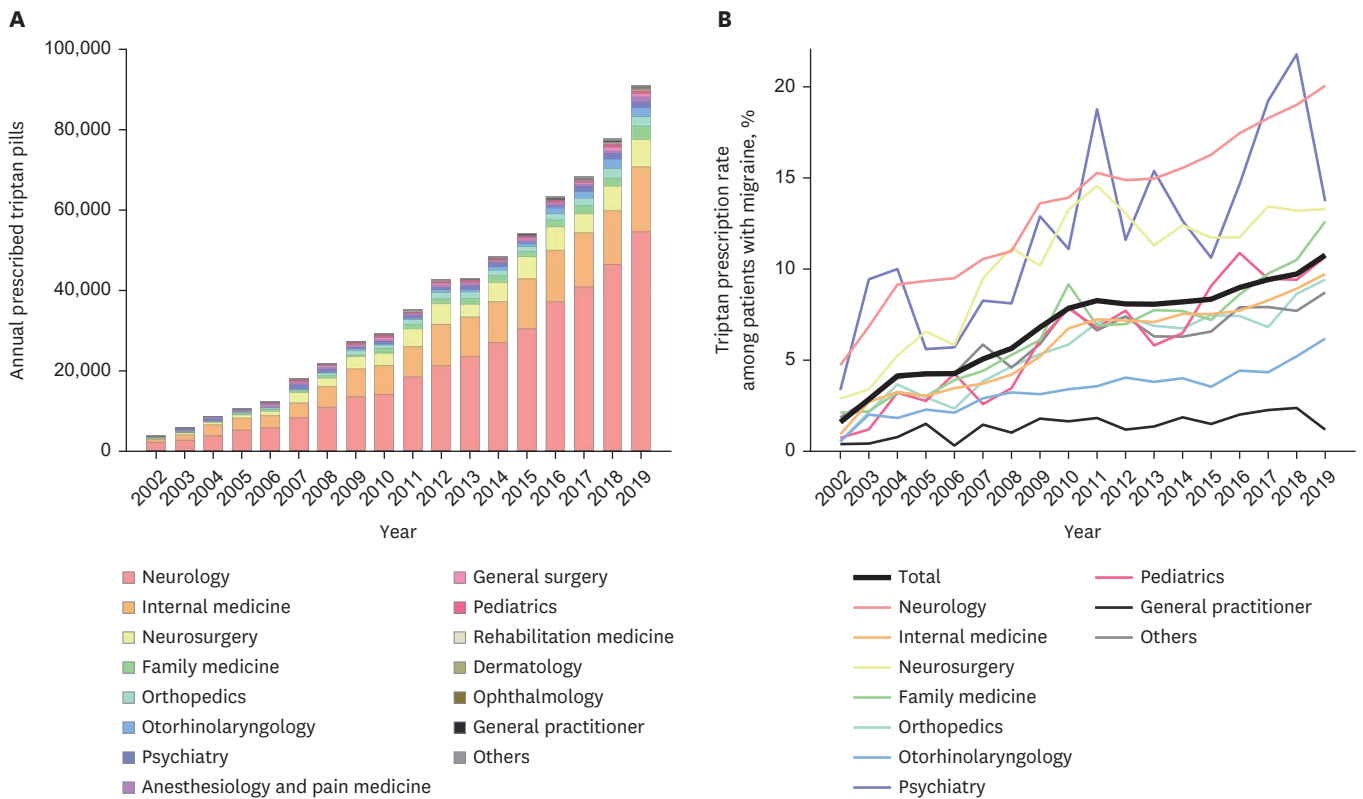 A
Annual prescribed triptan pills
100,000
80,000
60,000
40,000
20,000
0
2002
2003
2004
2005
2006
2007
2008
2009
2010
2011
2012
2013
2014
2015
2016
2017
2018
2019
Year
Neurology
Internal medicine
Neurosurgery
Family medicine
Orthopedics
Otorhinolaryngology
Psychiatry
Anesthesiology and pain medicine
General surgery
Pediatrics
Rehabilitation medicine
Dermatology
Ophthalmology
General practitioner
Others
B
Triptan prescription rate
among patients with migraine, %
20
15
10
5
0
2002
2003
2004
2005
2006
2007
2008
2009
2010
2011
2012
2013
2014
2015
2016
2017
2018
2019
Year
Total
Neurology
Internal medicine
Neurosurgery
Family medicine
Orthopedics
Otorhinolaryngology
Psychiatry
Pediatrics
General practitioner
Others